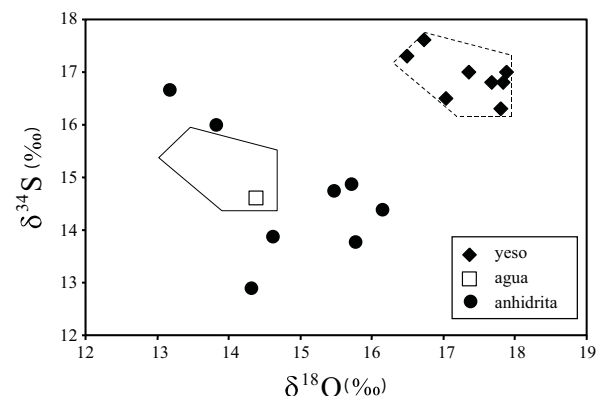 18
17
16
15
14
13
12
δ³⁴S (‰)
yeso
agua
anhidrita
12 13 14 15 16 17 18 19
δ¹⁸O (‰)